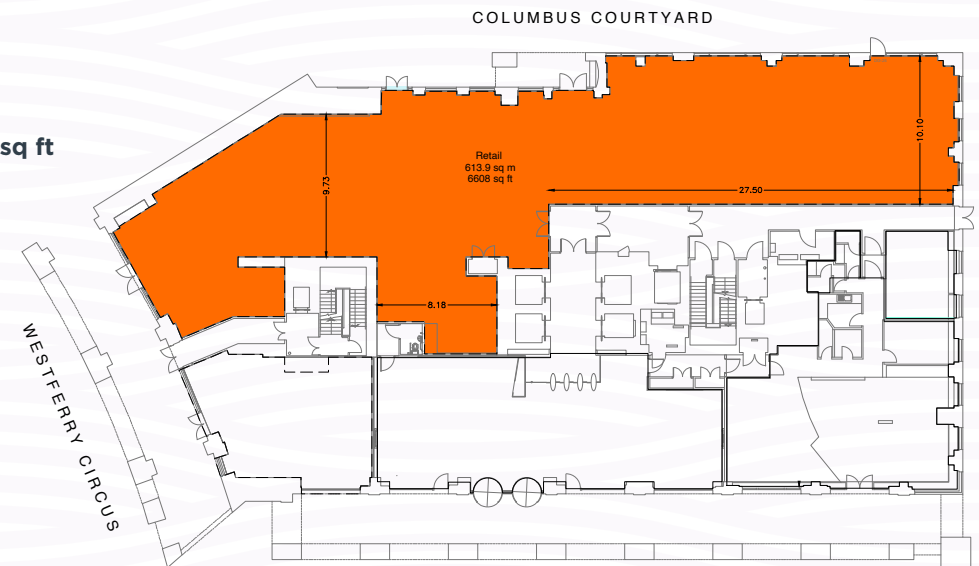 COLUMBUS COURTYARD
sq ft
Retail
613.9 sq m
6608 sq ft
10.10
9.73
27.50
8.18
WESTFERRY CIRCUS